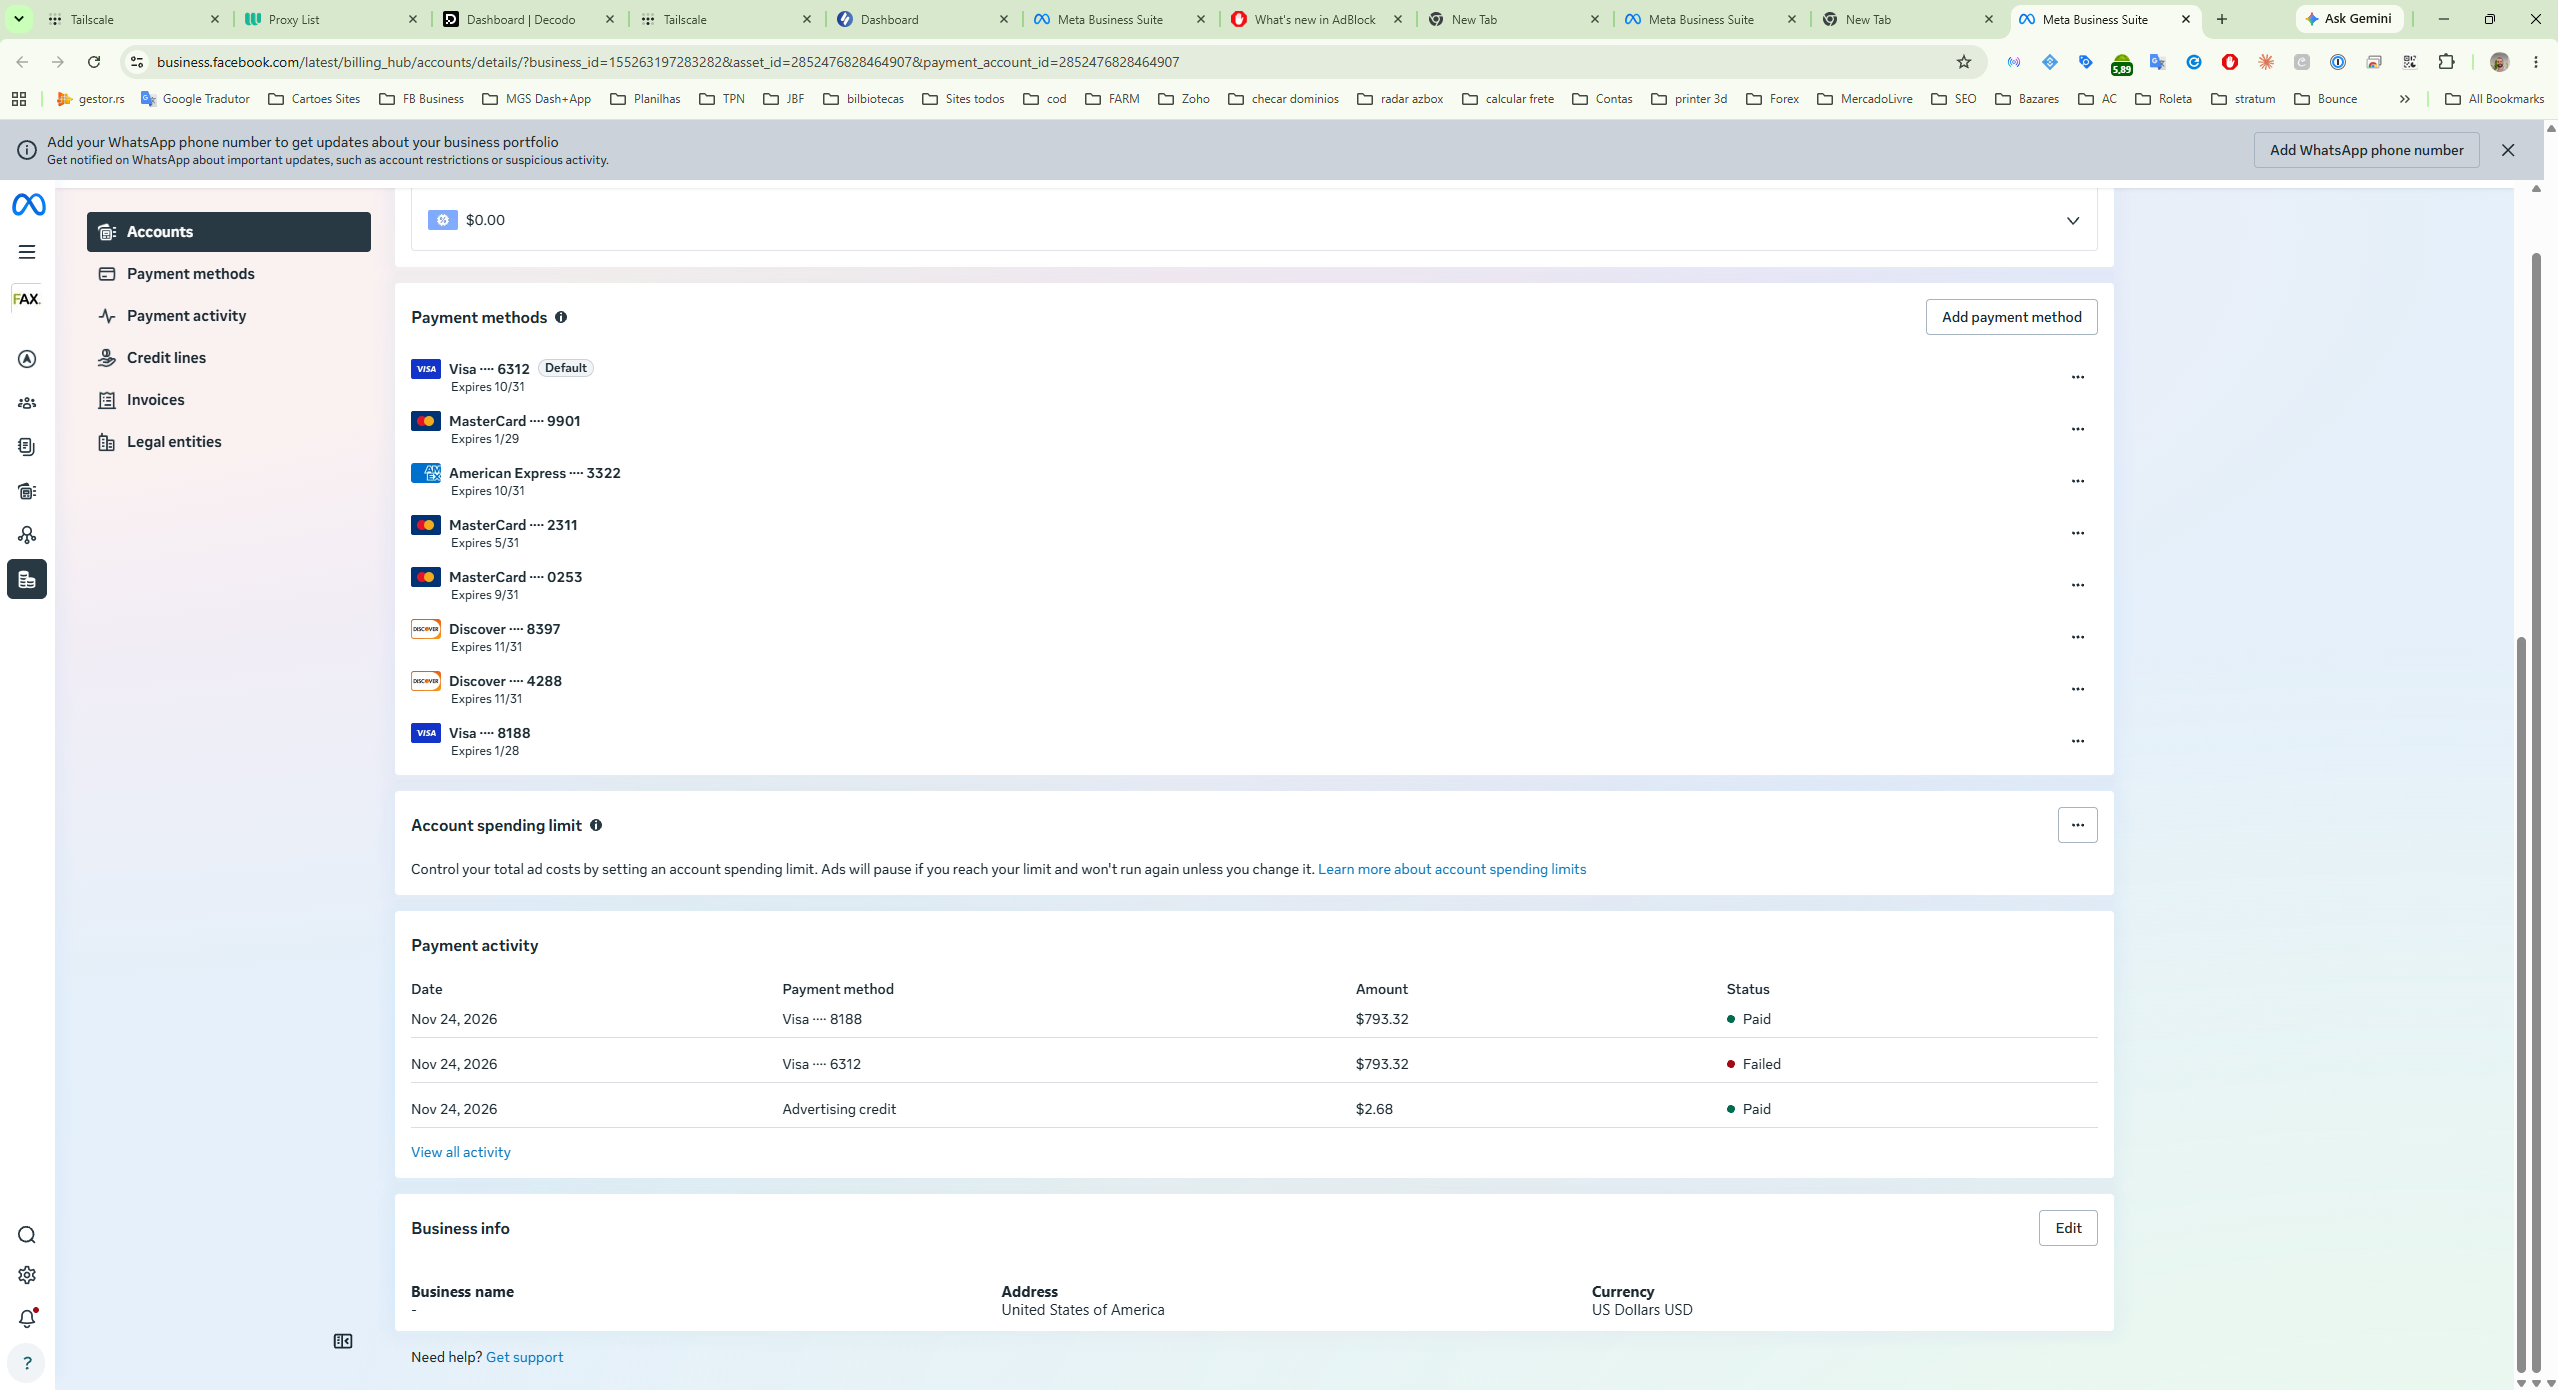 Tailscale
Proxy List
Dashboard | Decodo
Tailscale
Dashboard
Meta Business Suite
What's new in AdBlock
New Tab
Meta Business Suite
New Tab
Meta Business Suite
Ask Gemini
business.facebook.com/latest/billing_hub/accounts/details/?business_id=155263197283282&asset_id=2852476828464907&payment_account_id=2852476828464907
5,89
gestor.rs
Google Tradutor
Cartoes Sites
FB Business
MGS Dash+App
Planilhas
TPN
JBF
bilbiotecas
Sites todos
cod
FARM
Zoho
checar dominios
radar azbox
calcular frete
Contas
printer 3d
Forex
MercadoLivre
SEO
Bazares
AC
Roleta
stratum
Bounce
All Bookmarks
Add your WhatsApp phone number to get updates about your business portfolio
Get notified on WhatsApp about important updates, such as account restrictions or suspicious activity.
Add WhatsApp phone number
FAX.
Accounts
Payment methods
Payment activity
Credit lines
Invoices
Legal entities
$0.00
Payment methods
Add payment method
VISA Visa ···· 6312 Default
Expires 10/31
MasterCard ···· 9901
Expires 1/29
AM EX American Express ···· 3322
Expires 10/31
MasterCard ···· 2311
Expires 5/31
MasterCard ···· 0253
Expires 9/31
DISCOVER Discover ···· 8397
Expires 11/31
DISCOVER Discover ···· 4288
Expires 11/31
VISA Visa ···· 8188
Expires 1/28
Account spending limit
Control your total ad costs by setting an account spending limit. Ads will pause if you reach your limit and won't run again unless you change it. Learn more about account spending limits
Payment activity
Date Payment method Amount Status
Nov 24, 2026 Visa ···· 8188 $793.32 Paid
Nov 24, 2026 Visa ···· 6312 $793.32 Failed
Nov 24, 2026 Advertising credit $2.68 Paid
View all activity
Business info
Edit
Business name Address Currency
- United States of America US Dollars USD
Need help? Get support